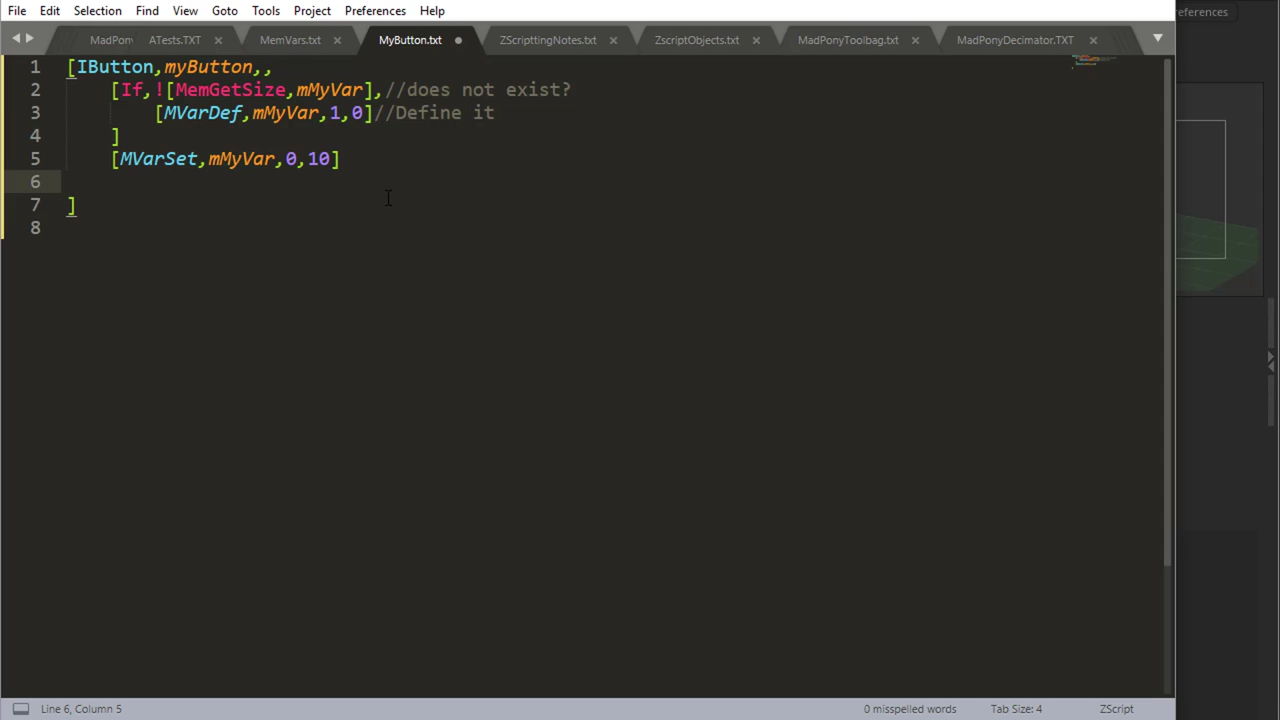 File Edit Selection Find View Goto Tools Project Preferences Help
references
MadPon ATests.TXT MemVars.txt MyButton.txt ZScripttingNotes.txt ZscriptObjects.txt MadPonyToolbag.txt MadPonyDecimator.TXT
1 [IButton,myButton,,
2 [If,![MemGetSize,mMyVar],//does not exist?
3 [MVarDef,mMyVar,1,0]//Define it
4 ]
5 [MVarSet,mMyVar,0,10]
6
7 ]
8
Line 6, Column 5 0 misspelled words Tab Size: 4 ZScript